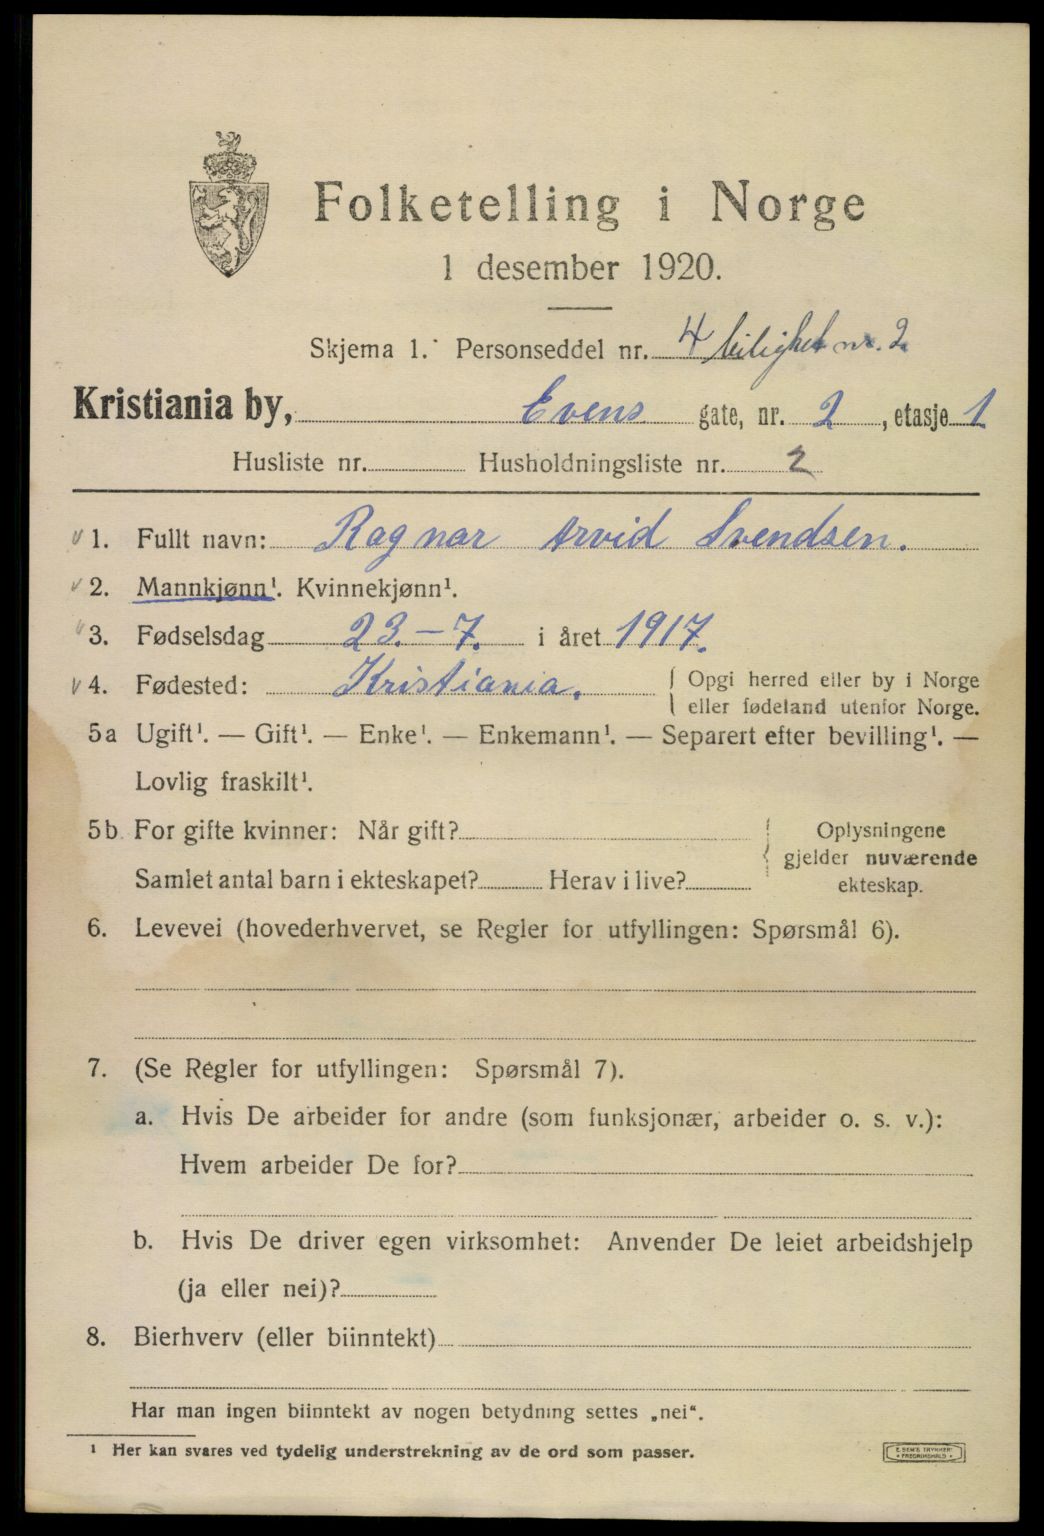 Folketelling i Norge
1 desember 1920.
Skjema 1. Personseddel nr. 4 bilighet nr. 2
Kristiania by, Evens gate, nr. 2, etasje 1
Husliste nr. Husholdningsliste nr. 2
1. Fullt navn: Ragnar Arvid Svendsen.
2. Mannkjønn¹. Kvinnekjønn¹.
3. Fødselsdag 23.-7. i året 1917.
4. Fødested: Kristiania. Opgi herred eller by i Norge
eller fødeland utenfor Norge.
5a Ugift¹. — Gift¹. — Enke¹. — Enkemann¹. — Separert efter bevilling¹. —
Lovlig fraskilt¹.
5b. For gifte kvinner: Når gift? Oplysningene
gjelder nuværende
Samlet antal barn i ekteskapet? Herav i live? ekteskap.
6. Levevei (hovederhvervet, se Regler for utfyllingen: Spørsmål 6).
7. (Se Regler for utfyllingen: Spørsmål 7).
a. Hvis De arbeider for andre (som funksjonær, arbeider o. s. v.):
Hvem arbeider De for?
b. Hvis De driver egen virksomhet: Anvender De leiet arbeidshjelp
(ja eller nei)?
8. Bierhverv (eller biinntekt)
Har man ingen biinntekt av nogen betydning settes „nei“.
¹ Her kan svares ved tydelig understrekning av de ord som passer.
E SEM'S TRYKKERI
• FREDRIKSHALD •